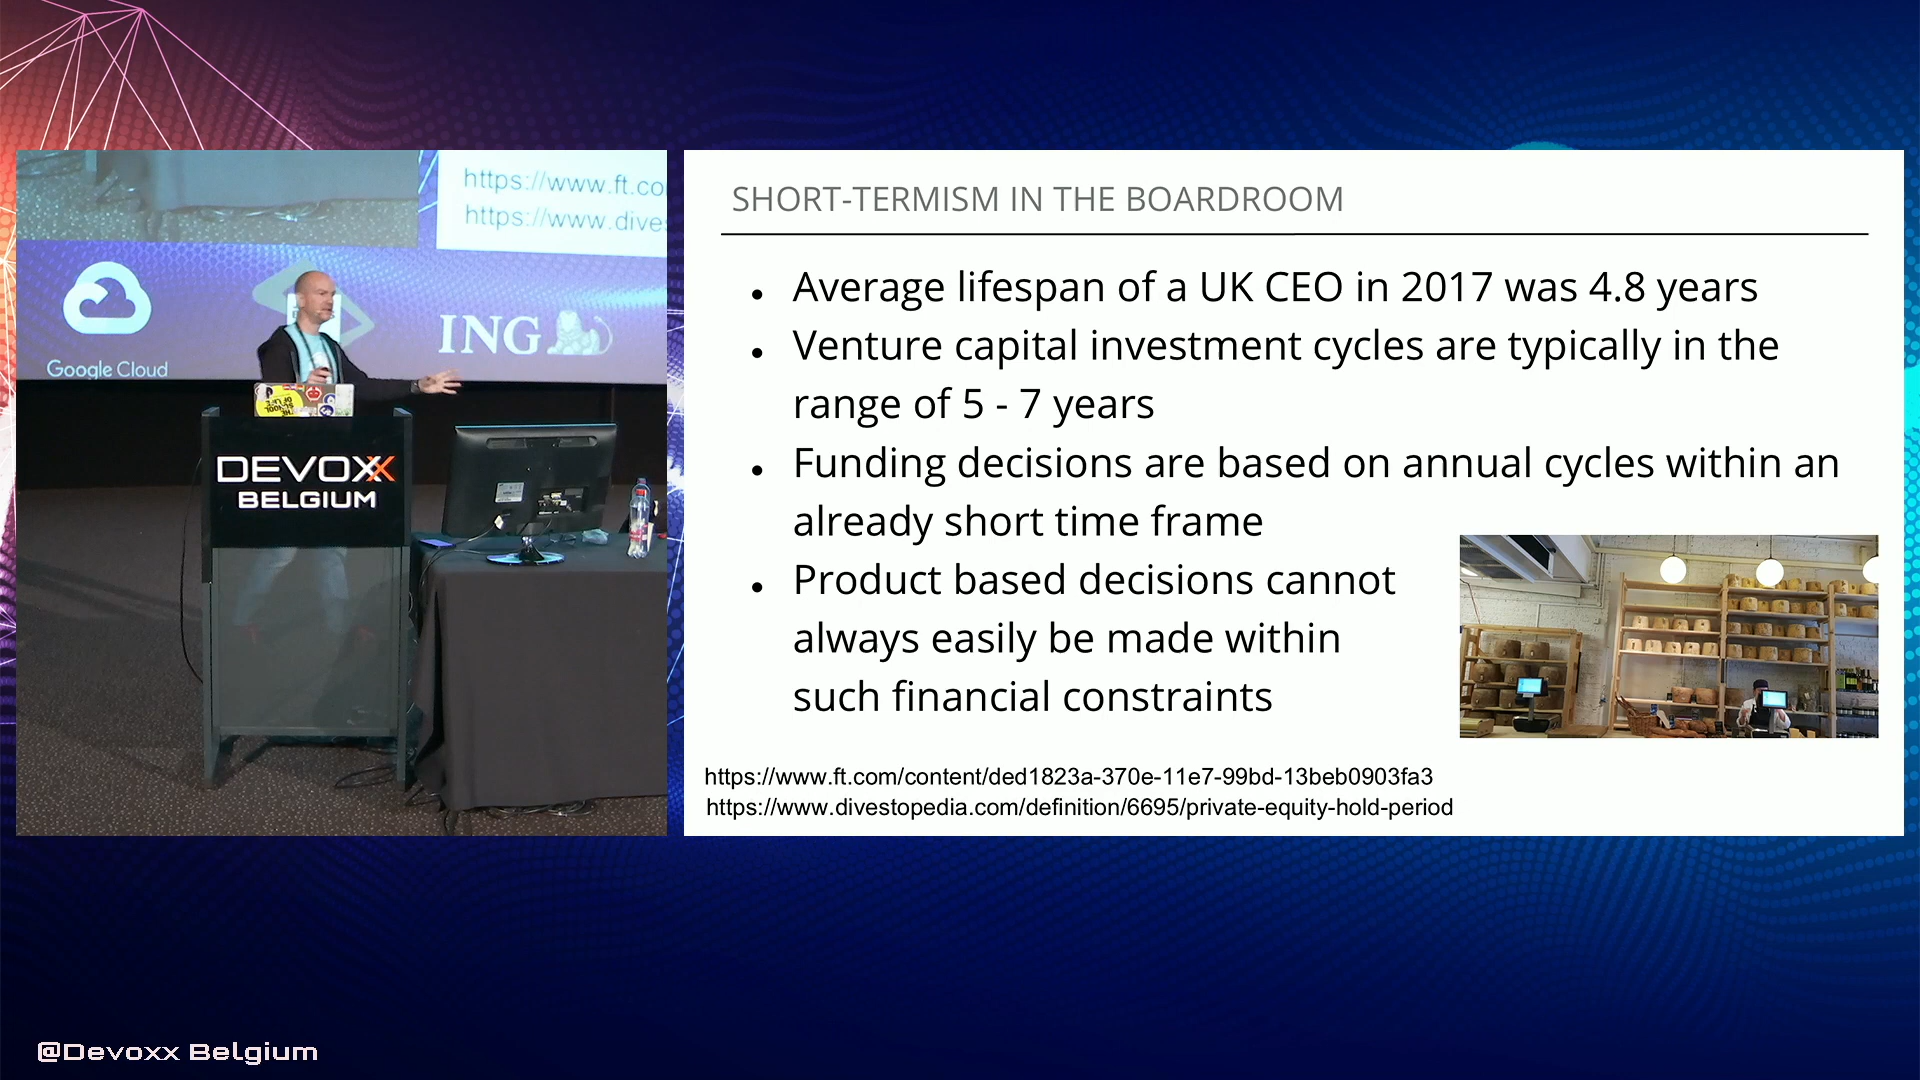 https://www.ft.co
https://www.dives
Google Cloud
ING
DEVOXX
BELGIUM
SHORT-TERMISM IN THE BOARDROOM
• Average lifespan of a UK CEO in 2017 was 4.8 years
• Venture capital investment cycles are typically in the
range of 5 - 7 years
• Funding decisions are based on annual cycles within an
already short time frame
• Product based decisions cannot
always easily be made within
such financial constraints
https://www.ft.com/content/ded1823a-370e-11e7-99bd-13beb0903fa3
https://www.divestopedia.com/definition/6695/private-equity-hold-period
@Devoxx Belgium